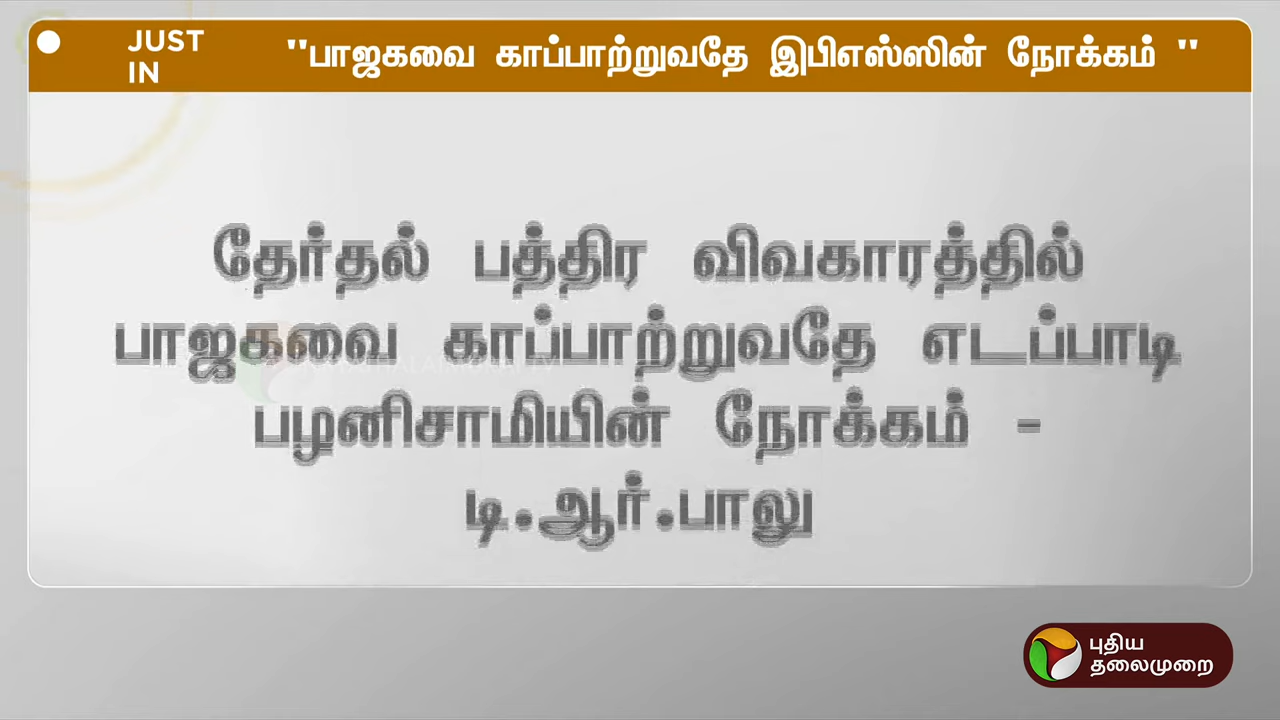 JUST
IN
"பாஜகவை காப்பாற்றுவதே இபிஎஸ்ஸின் நோக்கம் "
தேர்தல் பத்திர விவகாரத்தில்
பாஜகவை காப்பாற்றுவதே எடப்பாடி
பழனிசாமியின் நோக்கம் -
டி.ஆர்.பாலு
புதிய
தலைமுறை